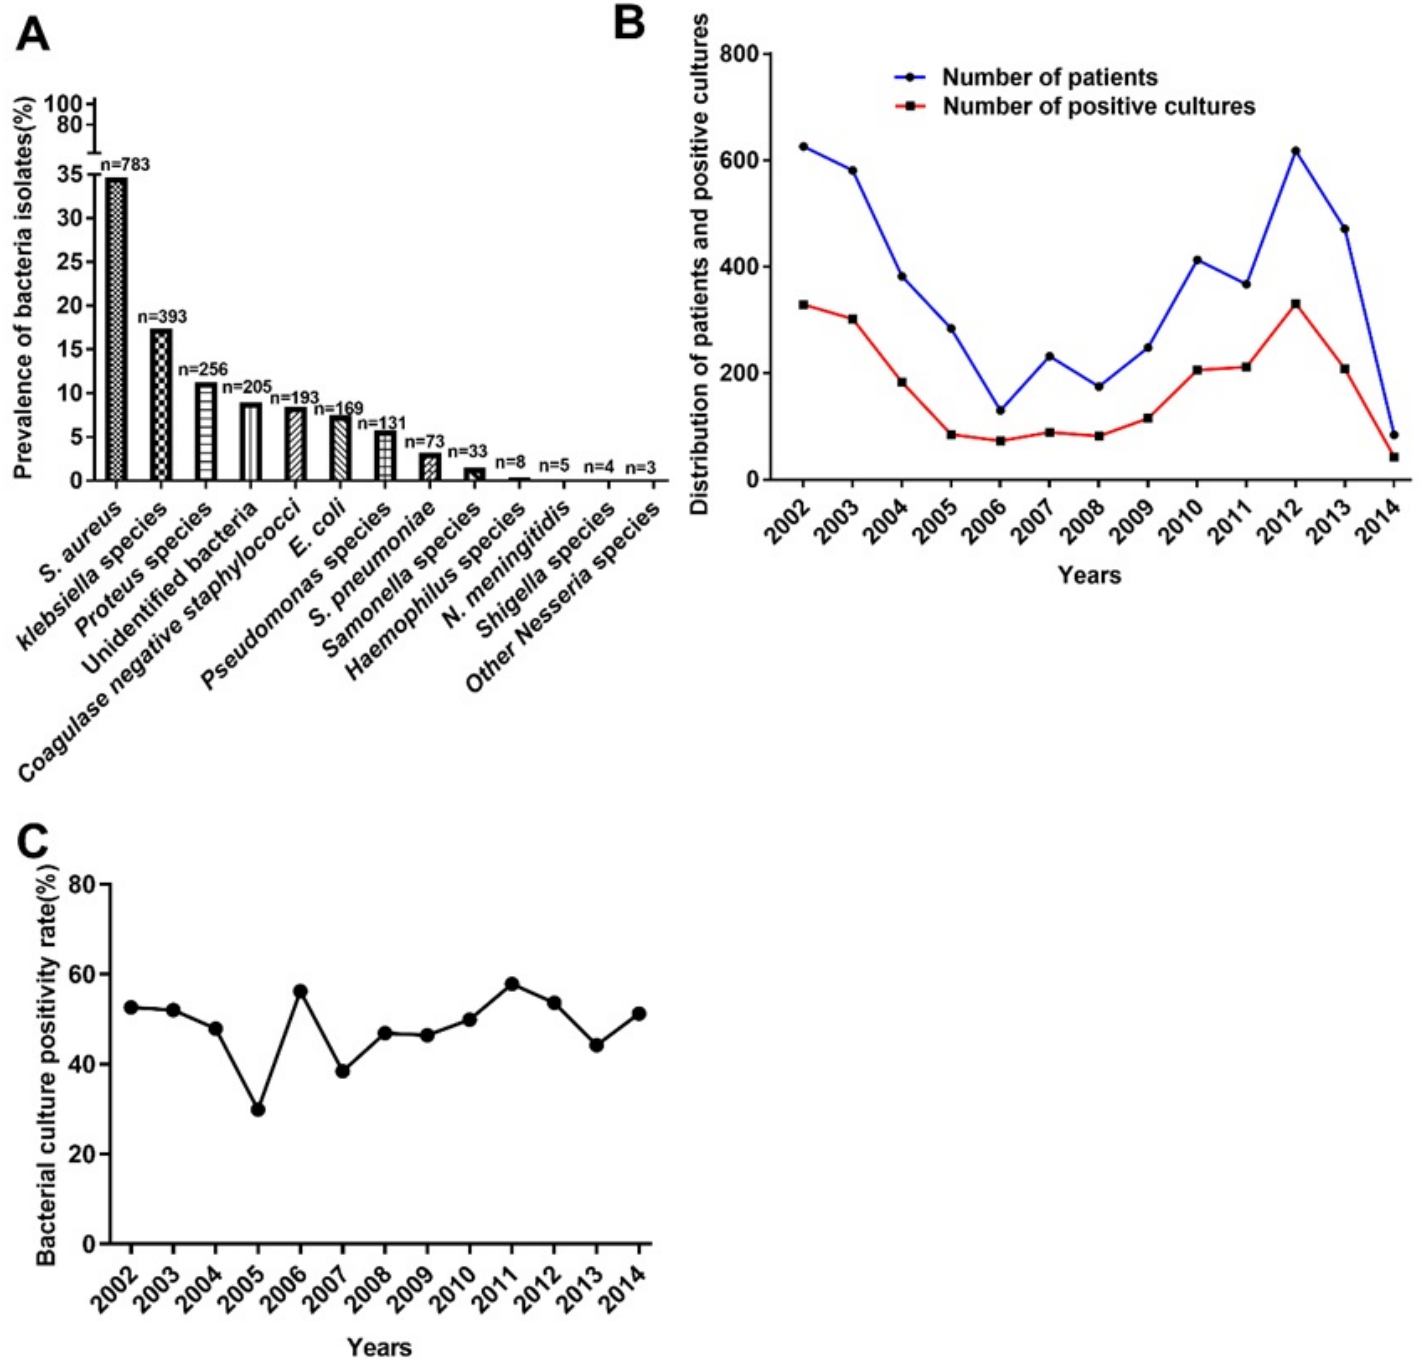 A
Prevalence of bacteria isolates(%)
100
80
35
30
25
20
15
10
5
0
n=783
n=393
n=256
n=205
n=193
n=169
n=131
n=73
n=33
n=8
n=5
n=4
n=3
S. aureus
klebsiella species
Proteus species
Unidentified bacteria
Coagulase negative staphylococci
E. coli
Pseudomonas species
S. pneumoniae
Samonella species
Haemophilus species
N. meningitidis
Shigella species
Other Nesseria species
B
Distribution of patients and positive cultures
800
600
400
200
0
Number of patients
Number of positive cultures
2002
2003
2004
2005
2006
2007
2008
2009
2010
2011
2012
2013
2014
Years
C
Bacterial culture positivity rate(%)
80
60
40
20
0
2002
2003
2004
2005
2006
2007
2008
2009
2010
2011
2012
2013
2014
Years